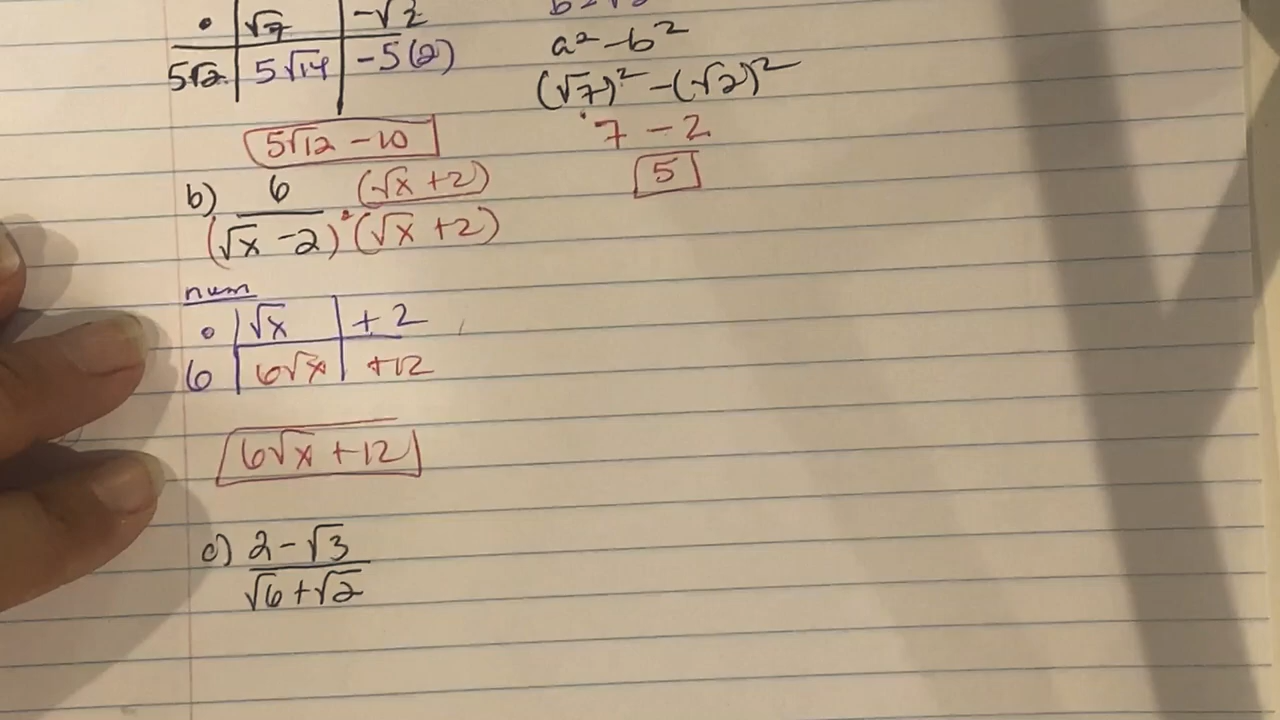 • √7 -√2
5√2 5√14 -5(2)
5√12 - 10
a² - b²
(√7)² - (√2)²
7 - 2
5
b) 6 (√x + 2)
(√x - 2) • (√x + 2)
num
• √x + 2
6 6√x +12
6√x + 12
c) 2 - √3
√6 + √2